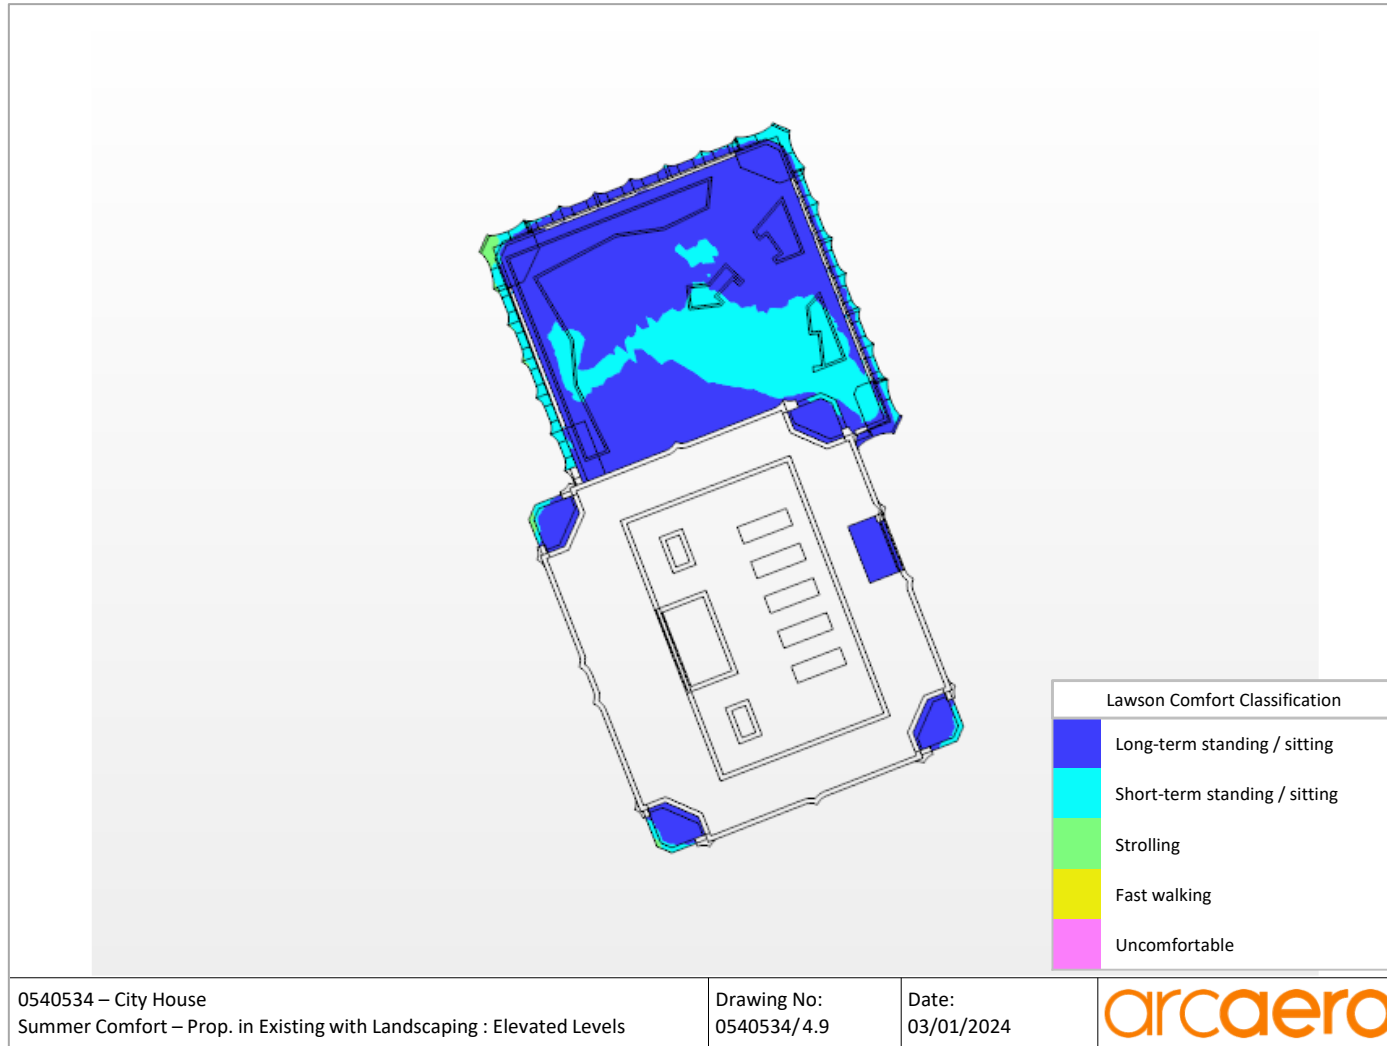 Lawson Comfort Classification
Long-term standing / sitting
Short-term standing / sitting
Strolling
Fast walking
Uncomfortable
0540534 – City House
Summer Comfort – Prop. in Existing with Landscaping : Elevated Levels
Drawing No:
0540534/4.9
Date:
03/01/2024
arcaero